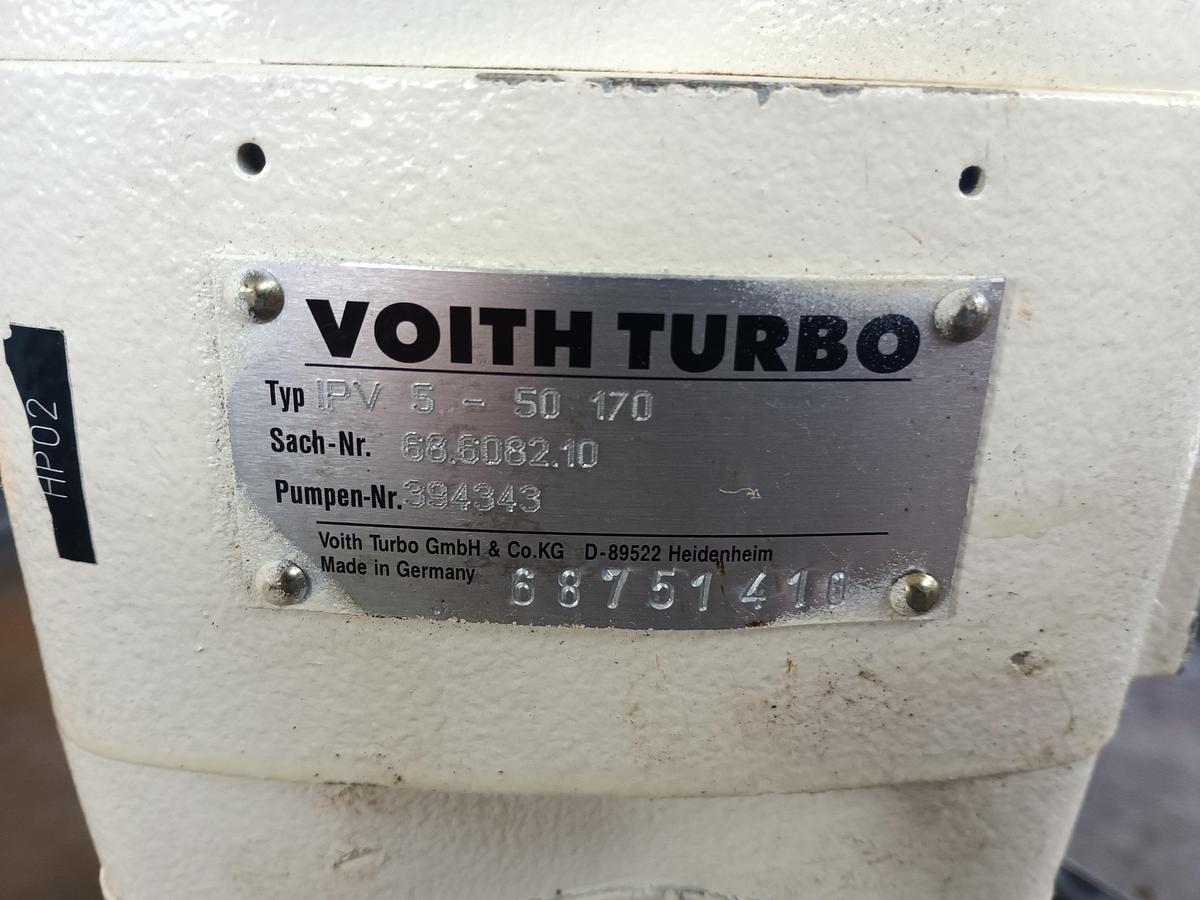 VOITH TURBO
Typ IPV 5 - 50 170
Sach-Nr. 68.6082.10
Pumpen-Nr. 394343
Voith Turbo GmbH & Co.KG D-89522 Heidenheim
Made in Germany 68751410
HP02